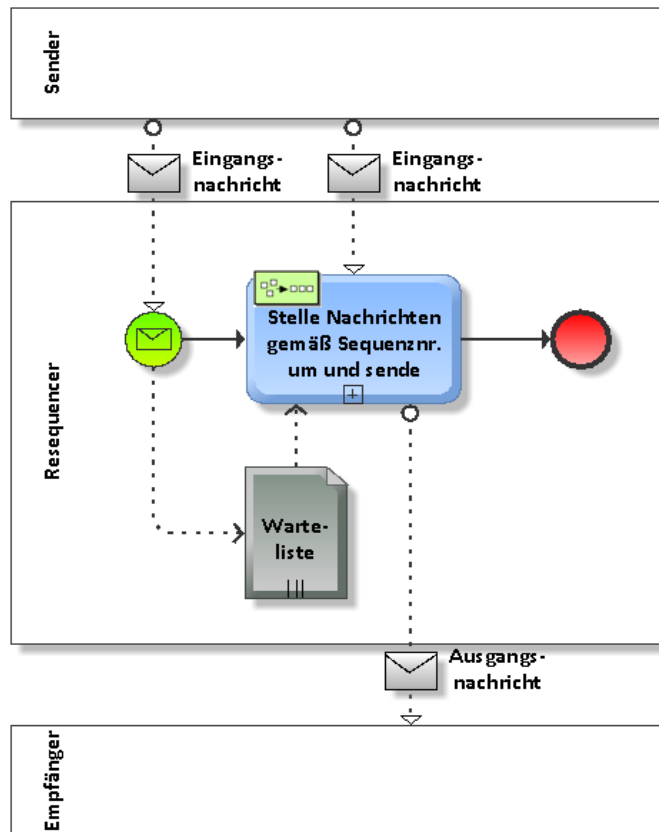 Sender
Eingangs-
nachricht
Eingangs-
nachricht
Resequencer
Stelle Nachrichten
gemäß Sequenznr.
um und sende
Warte-
liste
Ausgangs-
nachricht
Empfänger